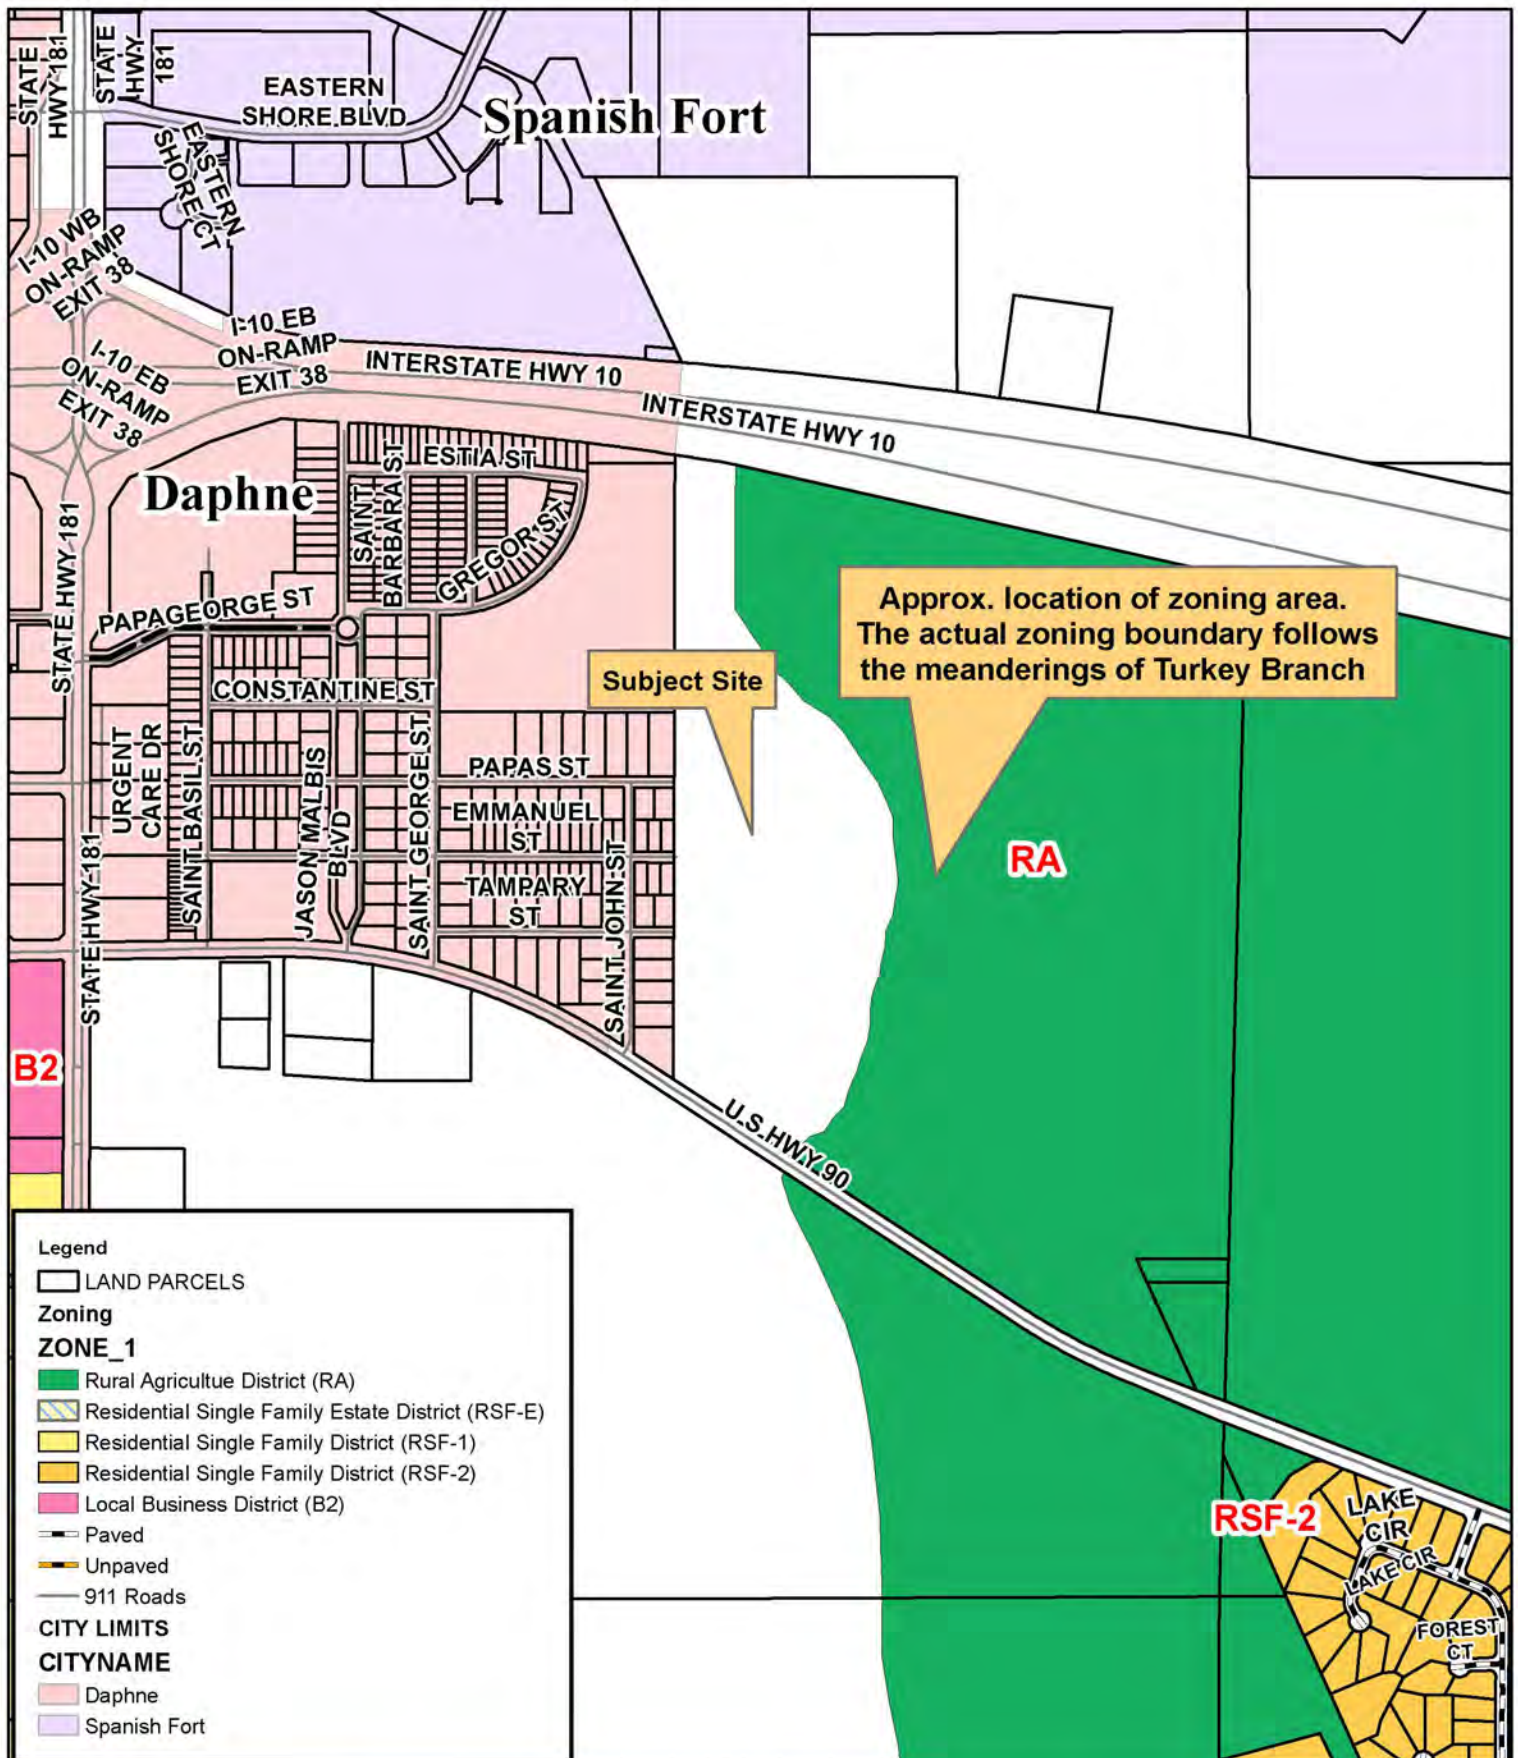 STATE
HWY 181
STATE
HWY
181
EASTERN
SHORE BLVD
Spanish Fort
EASTERN
SHORE CT
I-10 WB
ON-RAMP
EXIT 38
I-10 EB
ON-RAMP
EXIT 38
I-10 EB
ON-RAMP
EXIT 38
INTERSTATE HWY 10
INTERSTATE HWY 10
Daphne
ESTIA ST
SAINT
BARBARA ST
GREGOR ST
STATE HWY 181
PAPAGEORGE ST
Approx. location of zoning area.
The actual zoning boundary follows
the meanderings of Turkey Branch
Subject Site
CONSTANTINE ST
URGENT
CARE DR
SAINT BASIL ST
JASON MALBIS
BLVD
SAINT GEORGE ST
PAPAS ST
EMMANUEL
ST
TAMPARY
ST
SAINT JOHN ST
RA
STATE HWY 181
B2
U.S. HWY 90
RSF-2
LAKE
CIR
LAKE CIR
FOREST
CT
Legend
LAND PARCELS
Zoning
ZONE_1
Rural Agricultue District (RA)
Residential Single Family Estate District (RSF-E)
Residential Single Family District (RSF-1)
Residential Single Family District (RSF-2)
Local Business District (B2)
Paved
Unpaved
911 Roads
CITY LIMITS
CITYNAME
Daphne
Spanish Fort